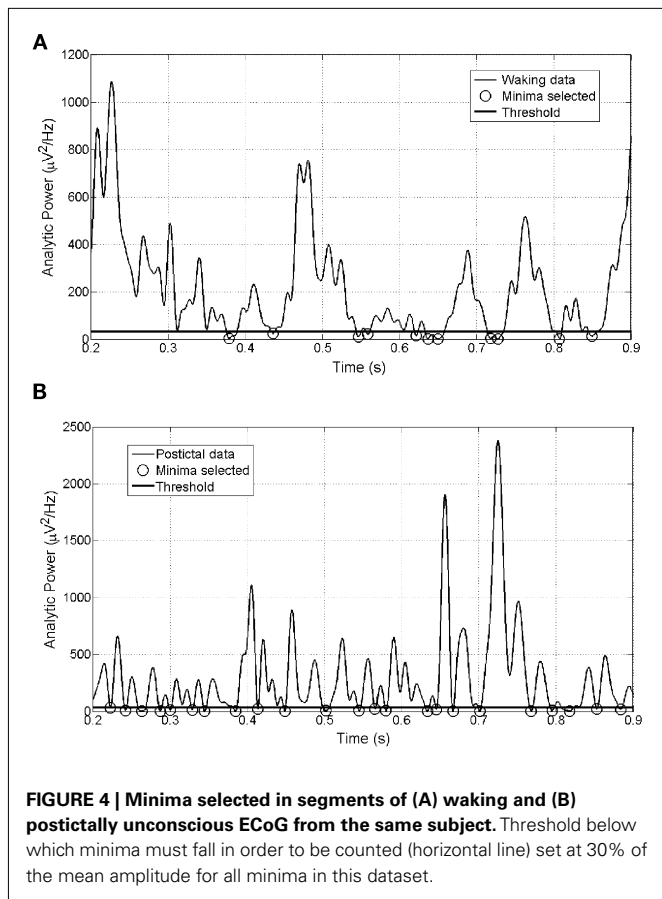 A
1200
1000
800
600
400
200
0
Analytic Power (µV²/Hz)
Waking data
Minima selected
Threshold
0.2 0.3 0.4 0.5 0.6 0.7 0.8 0.9
Time (s)
B
2500
2000
1500
1000
500
0
Analytic Power (µV²/Hz)
Postictal data
Minima selected
Threshold
0.2 0.3 0.4 0.5 0.6 0.7 0.8 0.9
Time (s)
FIGURE 4 | Minima selected in segments of (A) waking and (B)
postictally unconscious ECoG from the same subject. Threshold below
which minima must fall in order to be counted (horizontal line) set at 30% of
the mean amplitude for all minima in this dataset.